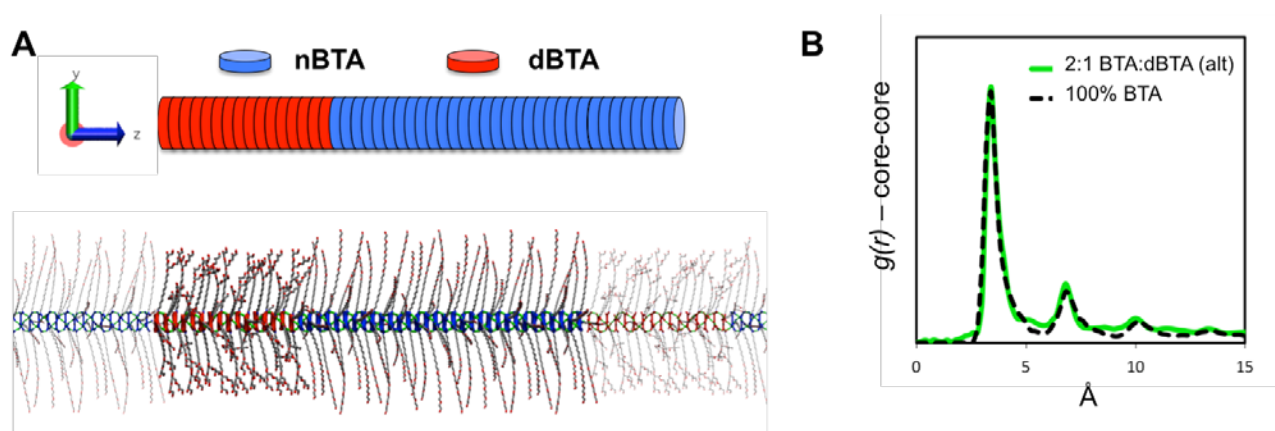 A
nBTA
dBTA
y
z
B
2:1 BTA:dBTA (alt)
100% BTA
g(r) – core-core
0
5
10
15
Å